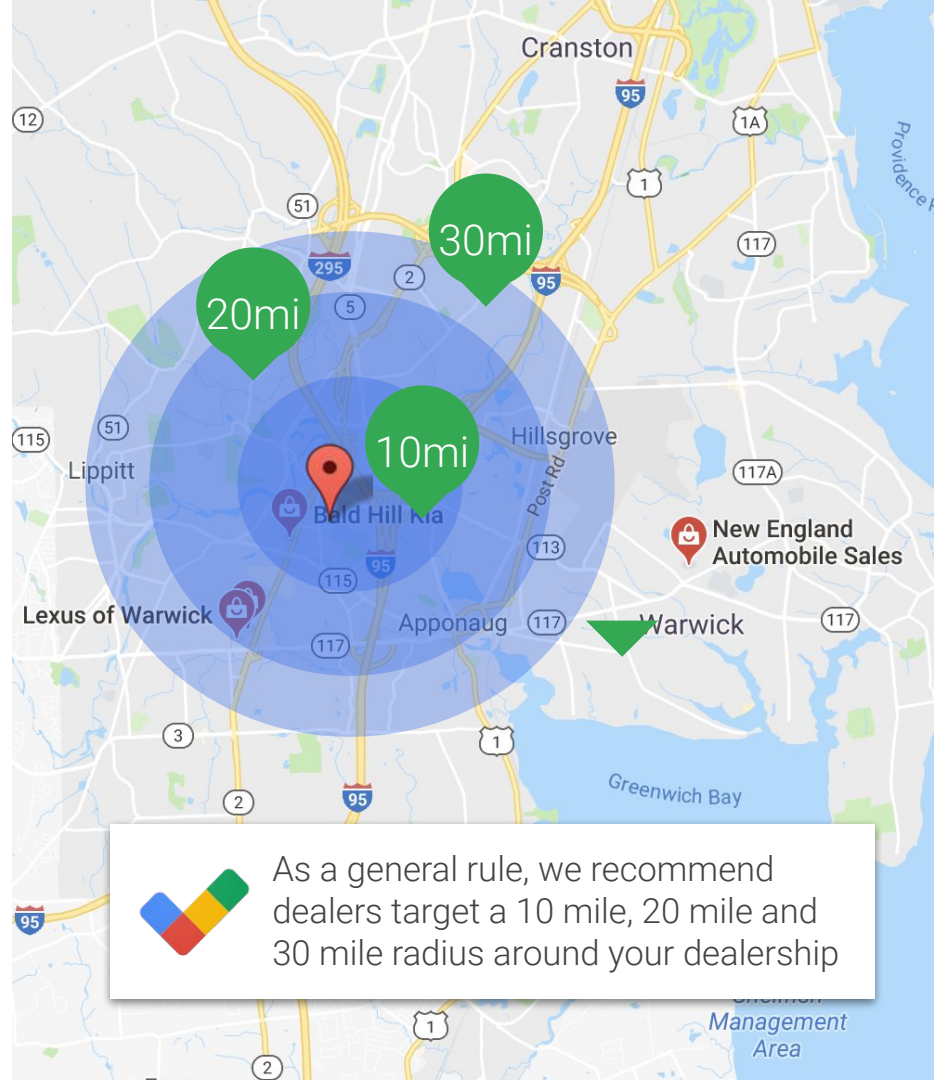 Cranston
95
12
1A
Providence
1
51
30mi
117
295
2
95
20mi
5
51
10mi
Hillsgrove
115
Lippitt
117A
Post Rd
Bald Hill Kia
New England
Automobile Sales
113
95
115
Lexus of Warwick
Apponaug
117
Warwick
117
117
3
1
Greenwich Bay
2
95
As a general rule, we recommend
dealers target a 10 mile, 20 mile and
30 mile radius around your dealership
95
Management
Area
1
2